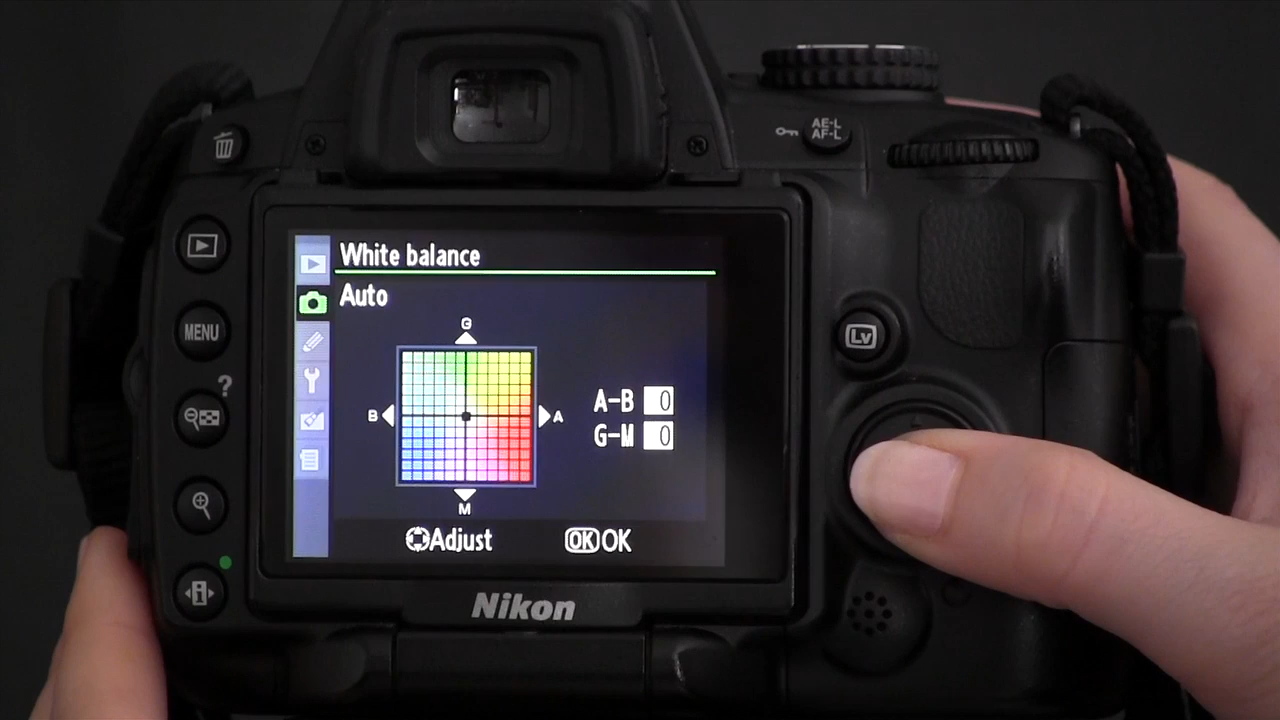 AE-L
AF-L
White balance
Auto
G
B
A
M
A-B 0
G-M 0
Adjust
OK OK
MENU
?
Lv
Nikon